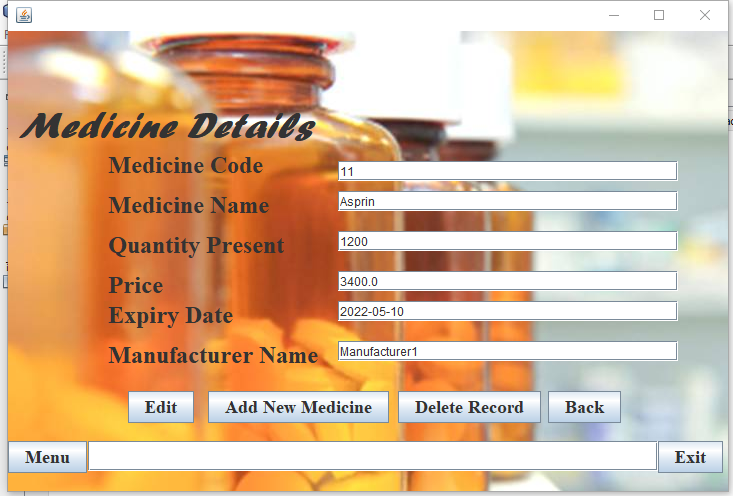 Medicine Details
Medicine Code 11
Medicine Name Asprin
Quantity Present 1200
Price 3400.0
Expiry Date 2022-05-10
Manufacturer Name Manufacturer1
Edit Add New Medicine Delete Record Back
Menu Exit